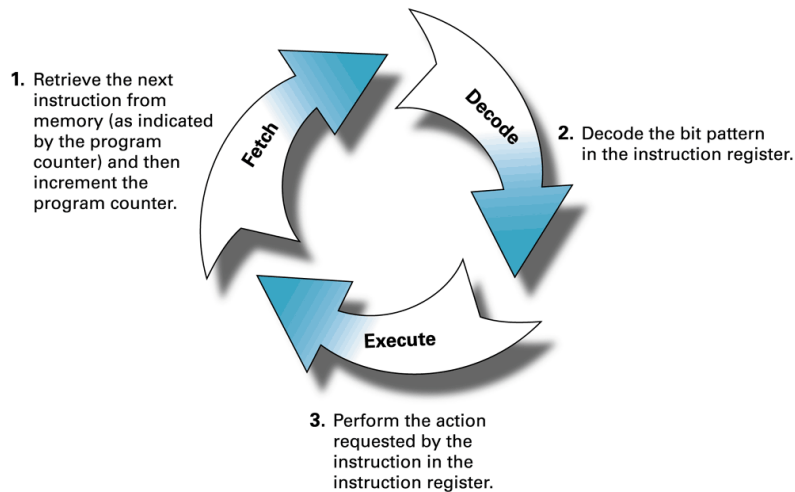 1. Retrieve the next
instruction from
memory (as indicated
by the program
counter) and then
increment the
program counter.
Fetch
Decode
2. Decode the bit pattern
in the instruction register.
Execute
3. Perform the action
requested by the
instruction in the
instruction register.